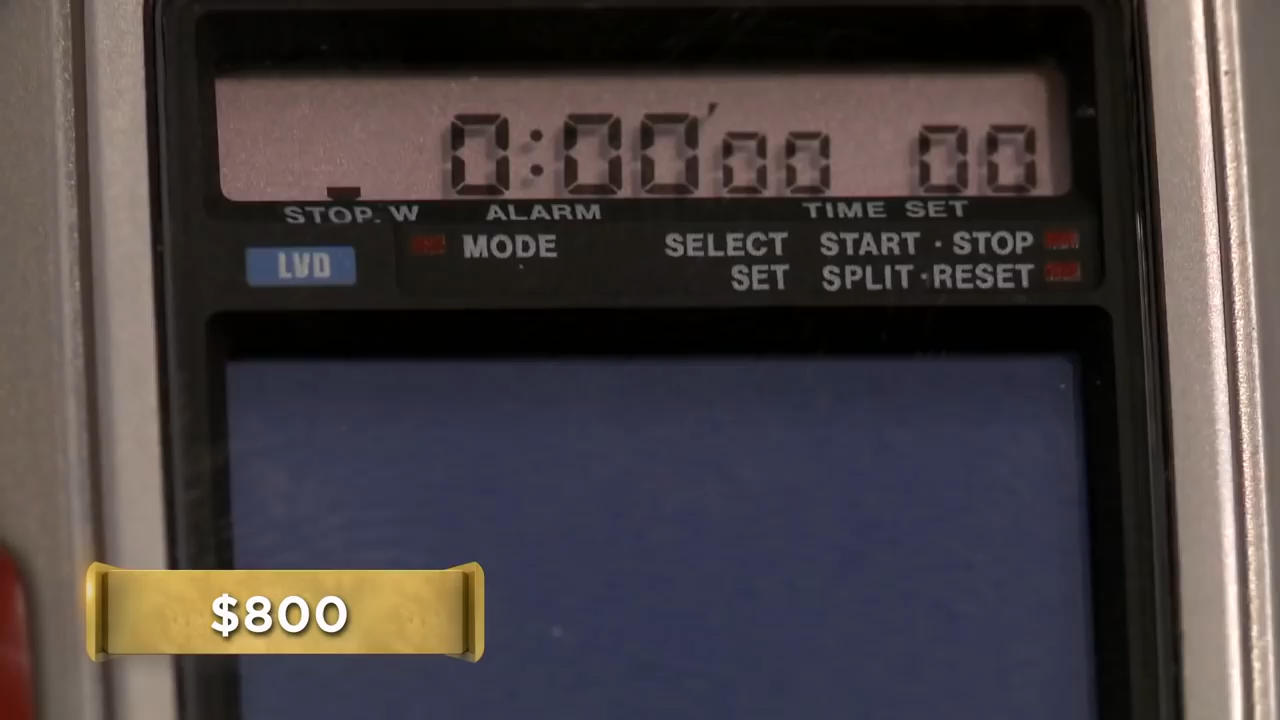 0:00'00 00
STOP. W ALARM TIME SET
LVD MODE SELECT START · STOP
SET SPLIT · RESET
$800